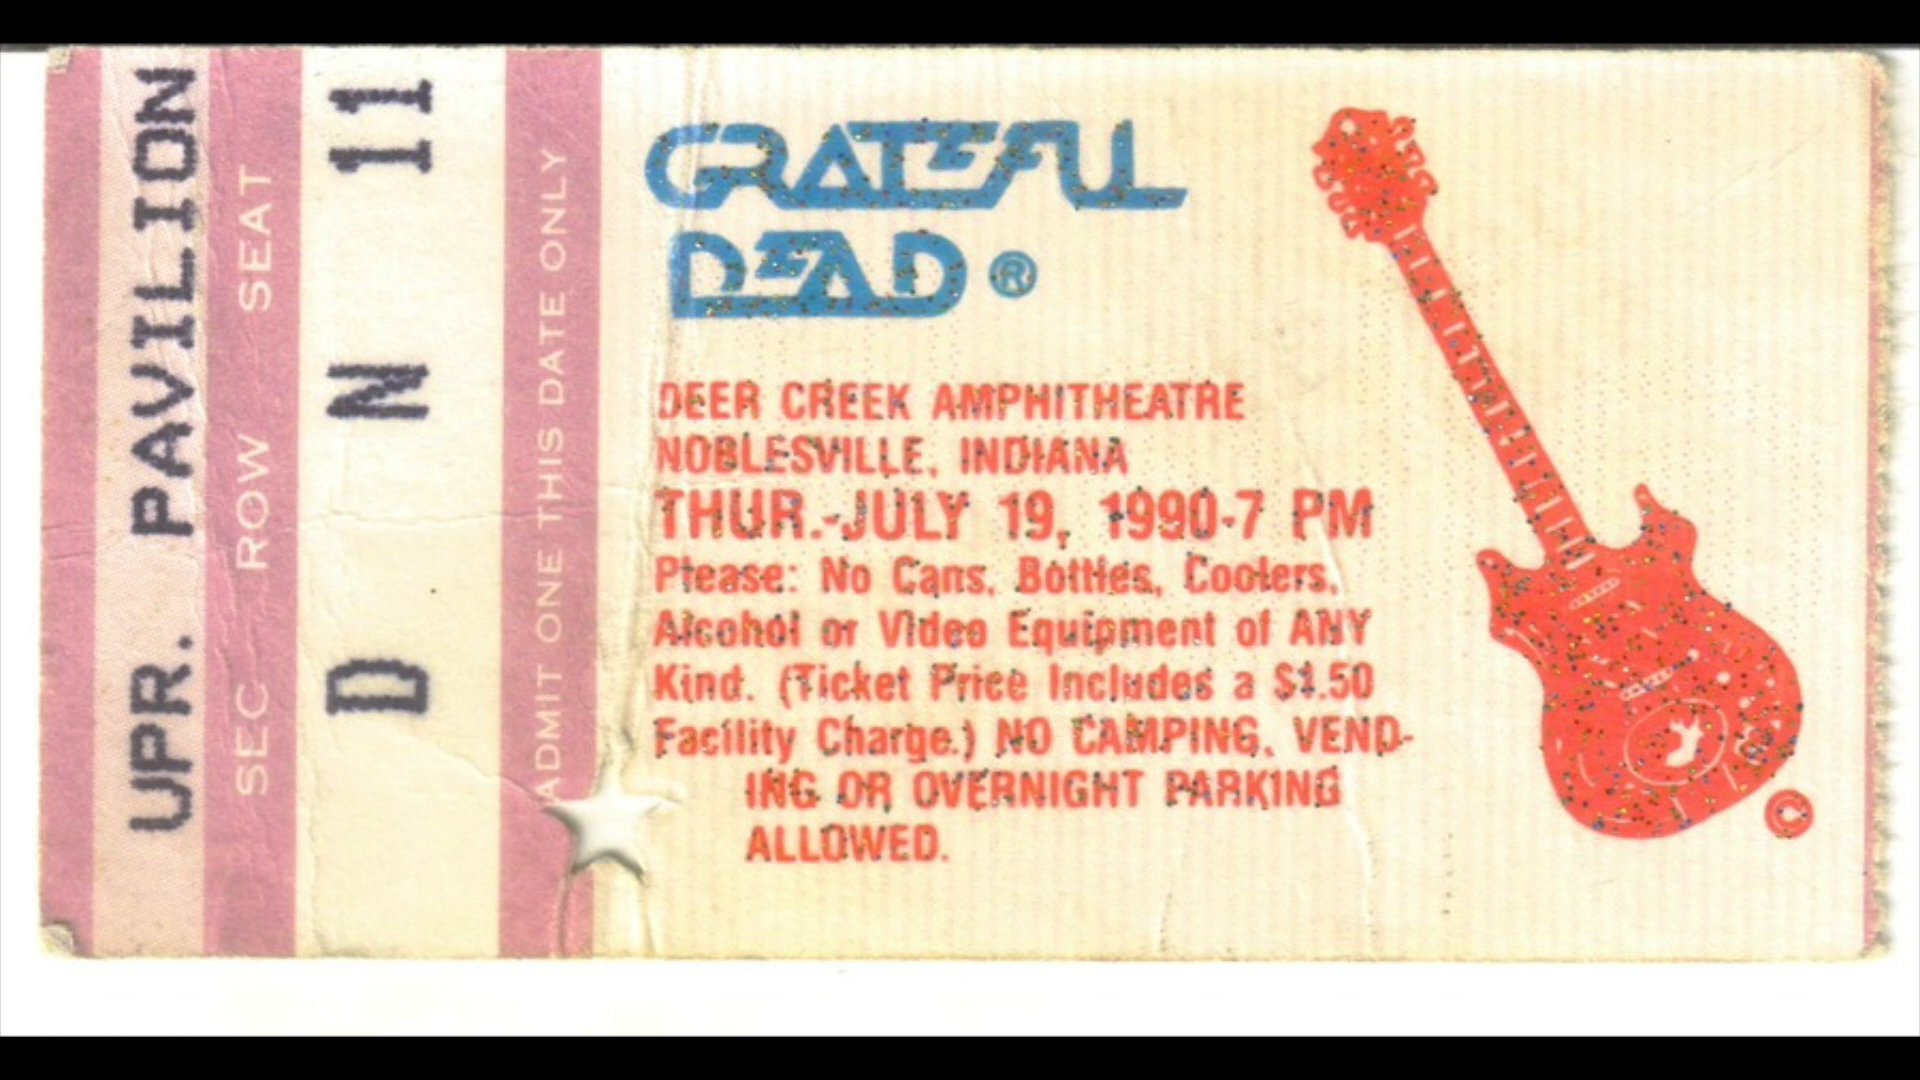 UPR. PAVILION
SEC ROW SEAT
D N 11
ADMIT ONE THIS DATE ONLY
GRATEFUL
DEAD ®
DEER CREEK AMPHITHEATRE
NOBLESVILLE, INDIANA
THUR.-JULY 19, 1990-7 PM
Please: No Cans, Bottles, Coolers,
Alcohol or Video Equipment of ANY
Kind. (Ticket Price Includes a $1.50
Facility Charge.) NO CAMPING, VEND-
ING OR OVERNIGHT PARKING
ALLOWED.
©